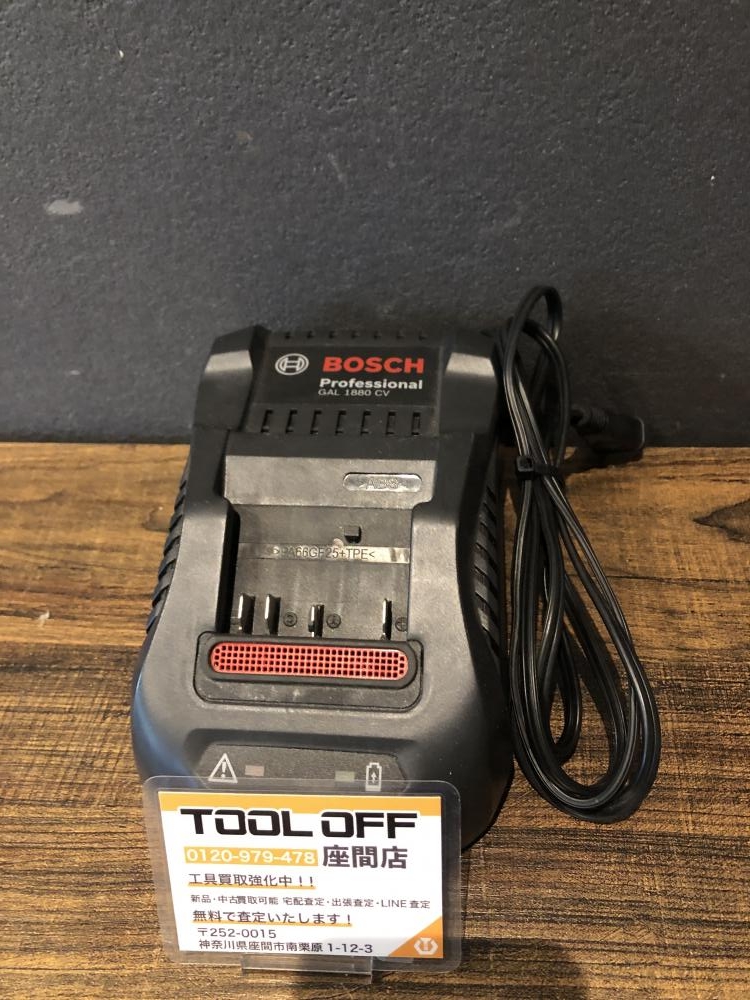 BOSCH
Professional
GAL 1880 CV
>PA66GF25+TPE<
TOOL OFF
0120-979-478 座間店
工具買取強化中!!
新品・中古買取可能 宅配査定・出張査定・LINE査定
無料で査定いたします!
〒252-0015
神奈川県座間市南栗原1-12-3